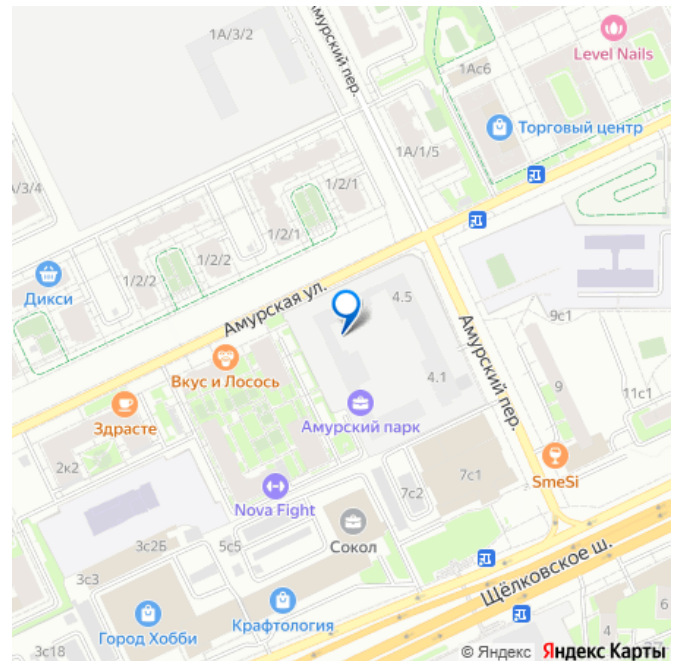 1А/3/2
Амурский пер.
Level Nails
1Ас6
Торговый центр
1А/1/5
1/2/1
1/2/2
1/2/1
1/2/2
Дикси
Амурская ул.
4.5
9с1
Амурский пер.
Вкус и Лосось
4.1
9
11с1
Здрасте
Амурский парк
2к2
7с1
SmeSi
7с2
Nova Fight
Сокол
3с2Б
5с5
3с3
Щёлковское ш.
Крафтология
Город Хобби
6
4
3с18
© Яндекс Яндекс Карты